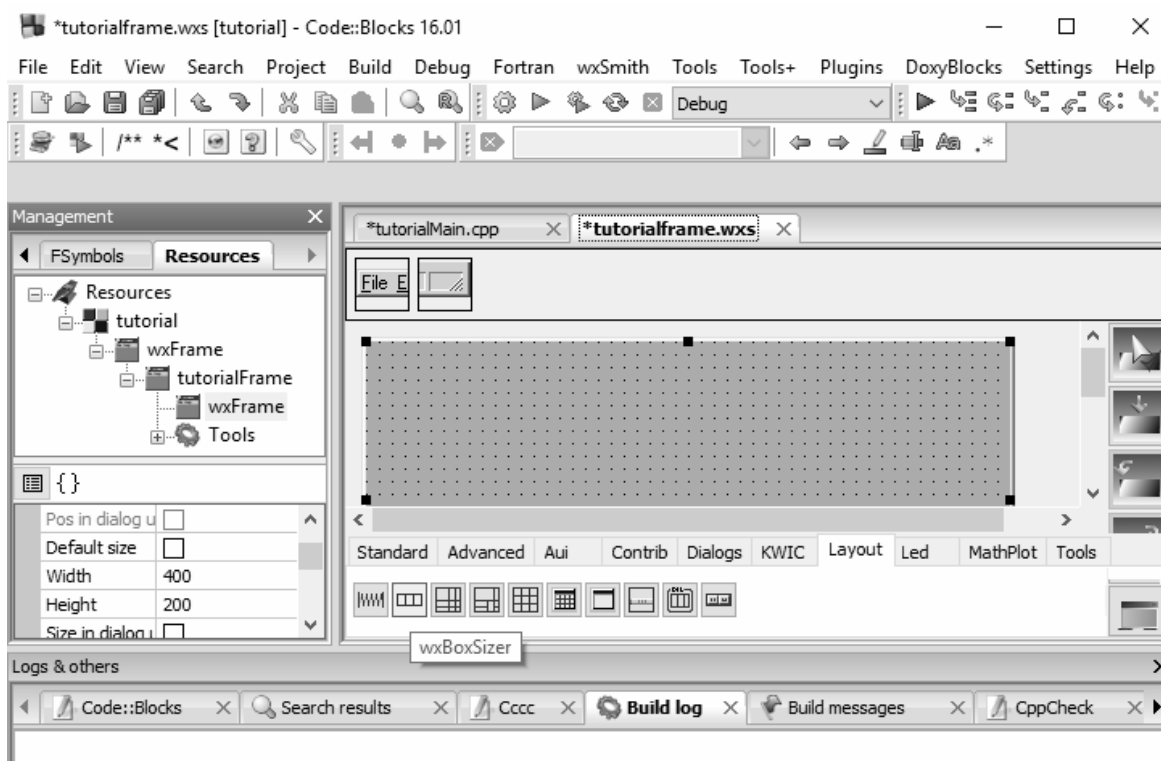 *tutorialframe.wxs [tutorial] - Code::Blocks 16.01
File Edit View Search Project Build Debug Fortran wxSmith Tools Tools+ Plugins DoxyBlocks Settings Help
Debug
/** *<
Management
FSymbols Resources
Resources
tutorial
wxFrame
tutorialFrame
wxFrame
Tools
{}
Pos in dialog u
Default size
Width 400
Height 200
Size in dialog u
*tutorialMain.cpp *tutorialframe.wxs
File E
Standard Advanced Aui Contrib Dialogs KWIC Layout Led MathPlot Tools
wxBoxSizer
Logs & others
Code::Blocks Search results Cccc Build log Build messages CppCheck